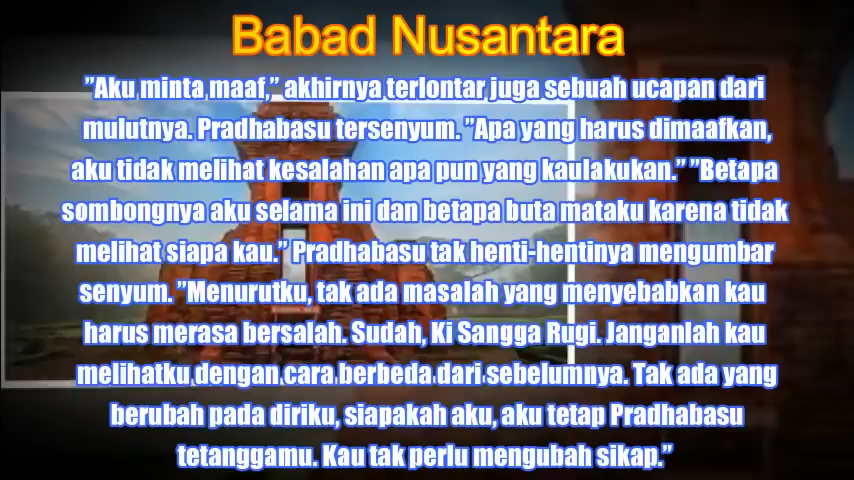 Babad Nusantara
”Aku minta maaf,” akhirnya terlontar juga sebuah ucapan dari
mulutnya. Pradhabasu tersenyum. ”Apa yang harus dimaafkan,
aku tidak melihat kesalahan apa pun yang kaulakukan.” ”Betapa
sombongnya aku selama ini dan betapa buta mataku karena tidak
melihat siapa kau.” Pradhabasu tak henti-hentinya mengumbar
senyum. ”Menurutku, tak ada masalah yang menyebabkan kau
harus merasa bersalah. Sudah, Ki Sangga Rugi. Janganlah kau
melihatku dengan cara berbeda dari sebelumnya. Tak ada yang
berubah pada diriku, siapakah aku, aku tetap Pradhabasu
tetanggamu. Kau tak perlu mengubah sikap.”